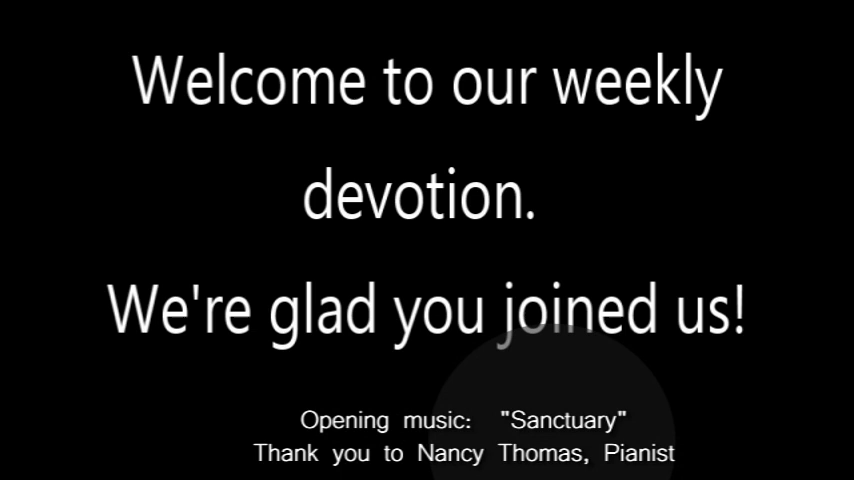 Welcome to our weekly
devotion.
We're glad you joined us!
Opening music: "Sanctuary"
Thank you to Nancy Thomas, Pianist